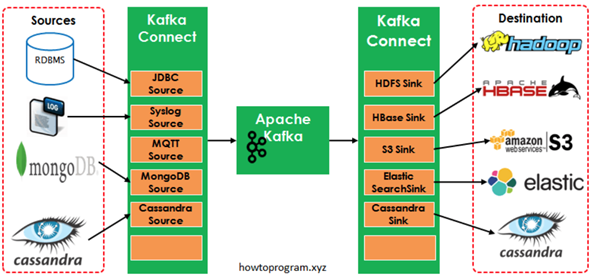 Sources
RDBMS
LOG
mongoDB
cassandra
Kafka
Connect
JDBC
Source
Syslog
Source
MQTT
Source
MongoDB
Source
Cassandra
Source
Apache
Kafka
Kafka
Connect
HDFS Sink
HBase Sink
S3 Sink
Elastic
SearchSink
Cassandra
Sink
Destination
hadoop
APACHE
HBASE
amazon
webservices
S3
elastic
cassandra
howtoprogram.xyz